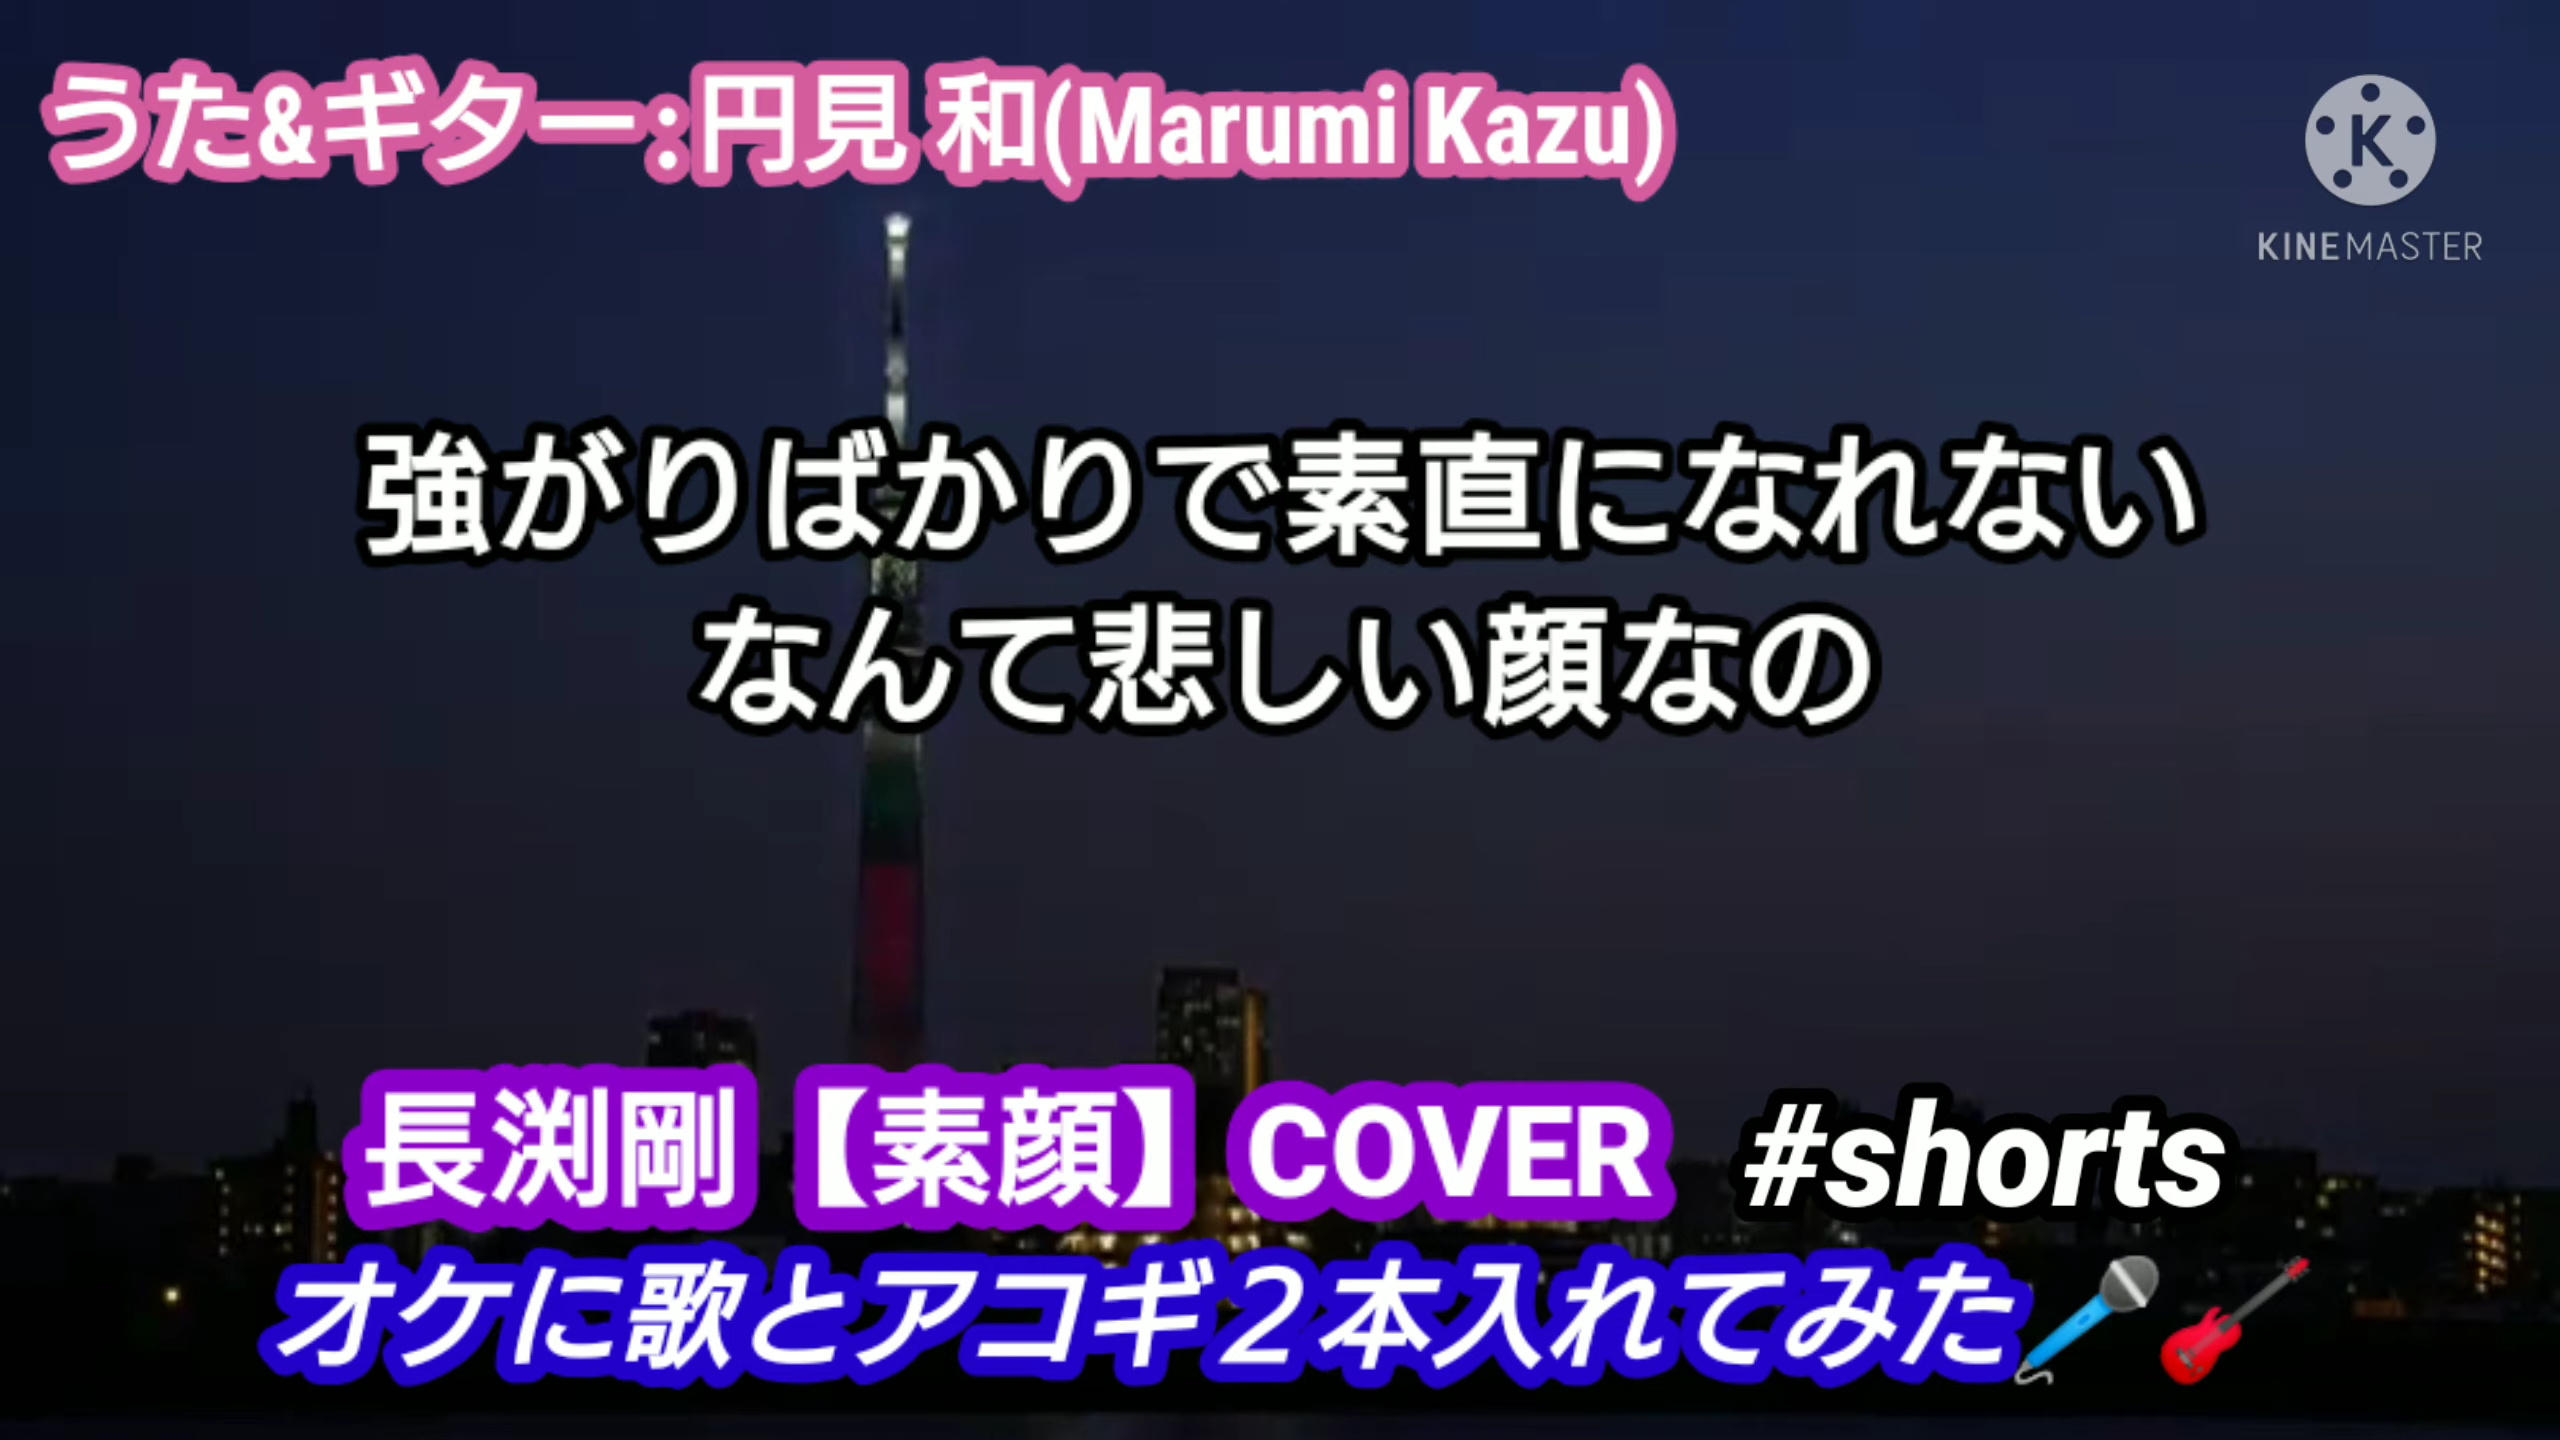 うた&ギター:円見 和(Marumi Kazu)
K
KINEMASTER
強がりばかりで素直になれない
なんて悲しい顔なの
長渕剛【素顔】COVER #shorts
オケに歌とアコギ２本入れてみた🎤🎸